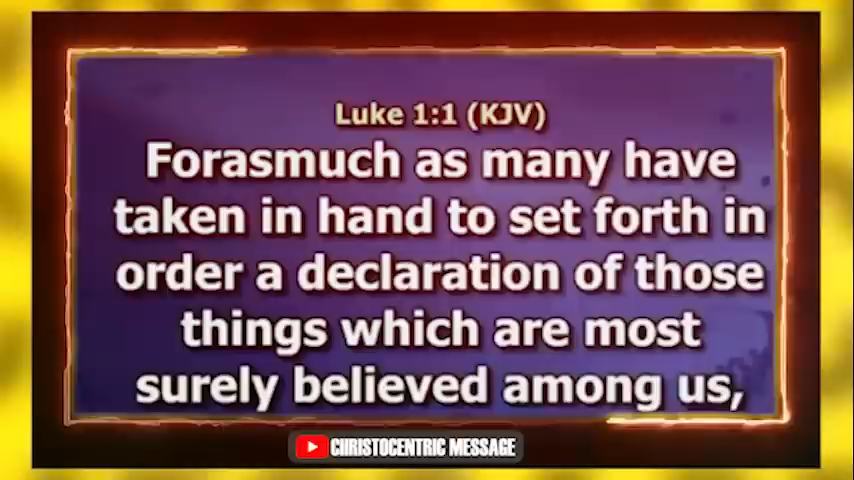 Luke 1:1 (KJV)
Forasmuch as many have
taken in hand to set forth in
order a declaration of those
things which are most
surely believed among us,
CHRISTOCENTRIC MESSAGE